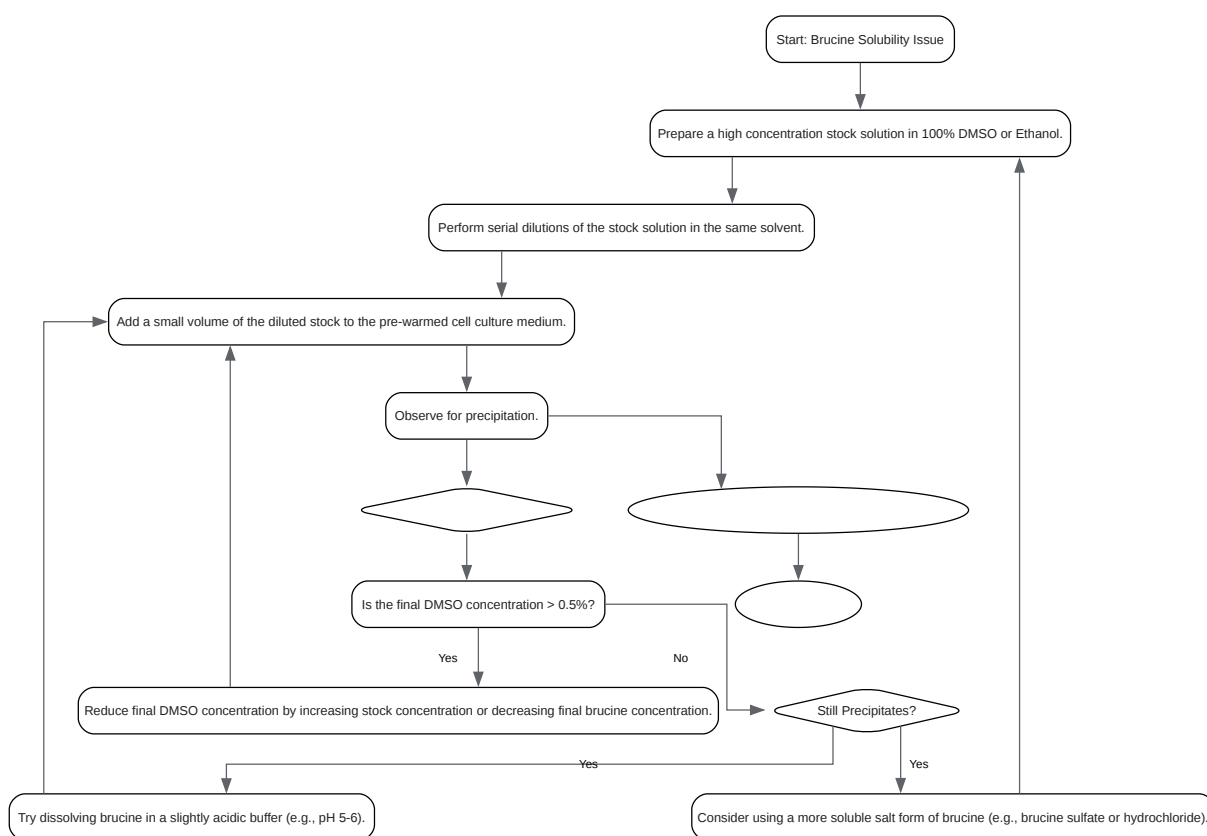 Start: Brucine Solubility Issue
Prepare a high concentration stock solution in 100% DMSO or Ethanol.
Perform serial dilutions of the stock solution in the same solvent.
Add a small volume of the diluted stock to the pre-warmed cell culture medium.
Observe for precipitation.
Is the final DMSO concentration > 0.5%?
Yes
No
Reduce final DMSO concentration by increasing stock concentration or decreasing final brucine concentration.
Still Precipitates?
Yes
Yes
Try dissolving brucine in a slightly acidic buffer (e.g., pH 5-6).
Consider using a more soluble salt form of brucine (e.g., brucine sulfate or hydrochloride).